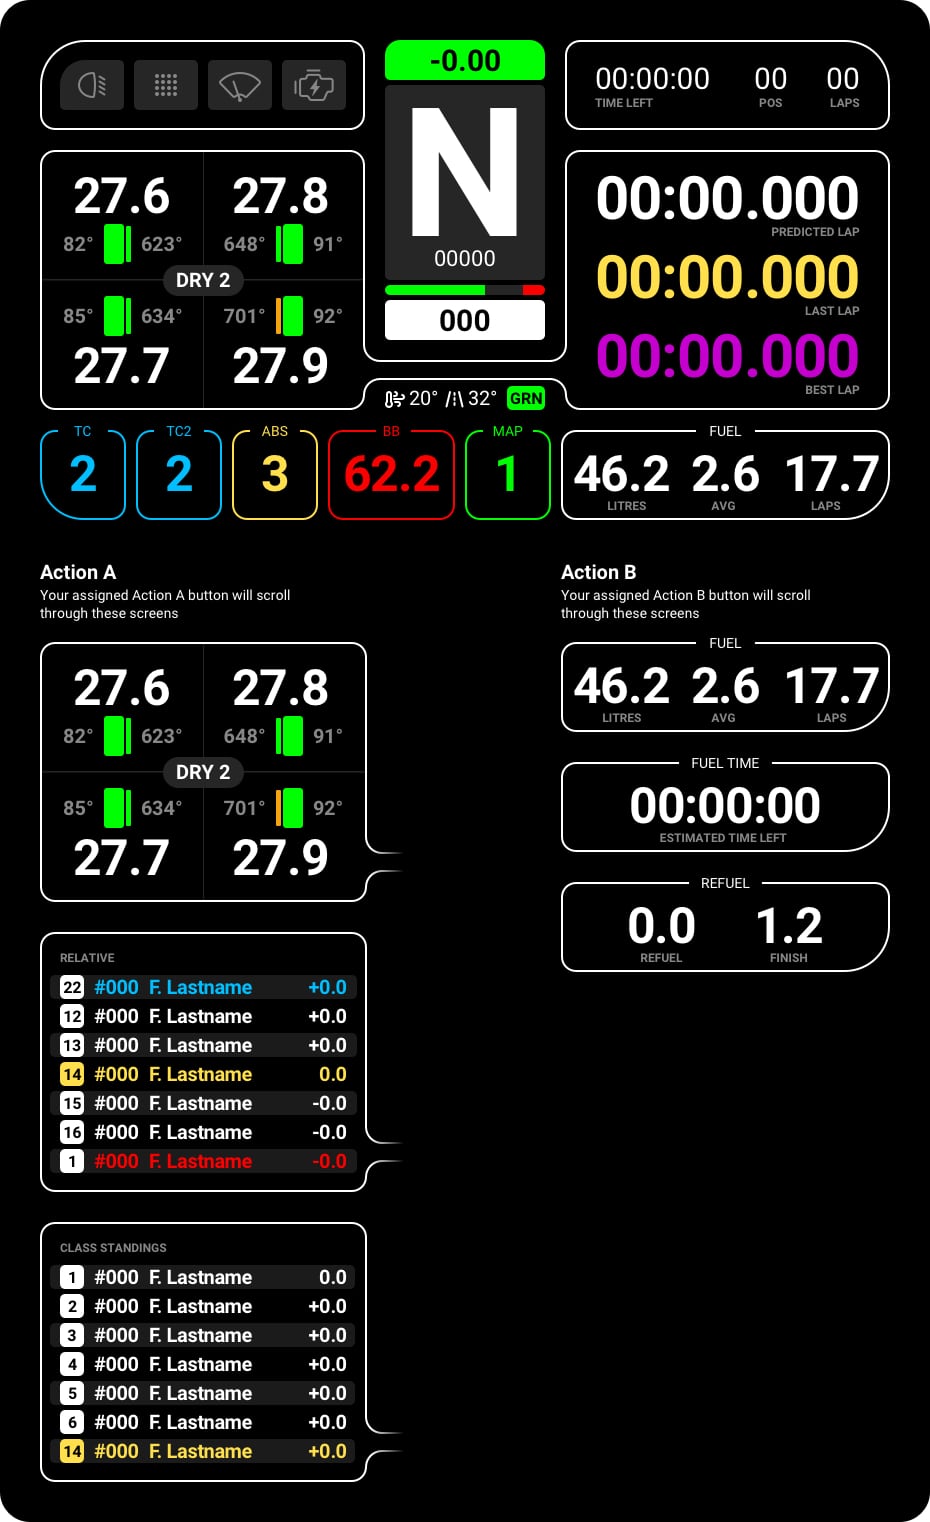 -0.00
N
00000
000
00:00:00 00 00
TIME LEFT POS LAPS
27.6 27.8
82° 623° 648° 91°
DRY 2
85° 634° 701° 92°
27.7 27.9
00:00.000
PREDICTED LAP
00:00.000
LAST LAP
00:00.000
BEST LAP
20° 32° GRN
TC TC2 ABS BB MAP FUEL
2 2 3 62.2 1 46.2 2.6 17.7
LITRES AVG LAPS
Action A
Your assigned Action A button will scroll
through these screens
27.6 27.8
82° 623° 648° 91°
DRY 2
85° 634° 701° 92°
27.7 27.9
RELATIVE
22 #000 F. Lastname +0.0
12 #000 F. Lastname +0.0
13 #000 F. Lastname +0.0
14 #000 F. Lastname 0.0
15 #000 F. Lastname -0.0
16 #000 F. Lastname -0.0
1 #000 F. Lastname -0.0
CLASS STANDINGS
1 #000 F. Lastname 0.0
2 #000 F. Lastname +0.0
3 #000 F. Lastname +0.0
4 #000 F. Lastname +0.0
5 #000 F. Lastname +0.0
6 #000 F. Lastname +0.0
14 #000 F. Lastname +0.0
Action B
Your assigned Action B button will scroll
through these screens
FUEL
46.2 2.6 17.7
LITRES AVG LAPS
FUEL TIME
00:00:00
ESTIMATED TIME LEFT
REFUEL
0.0 1.2
REFUEL FINISH